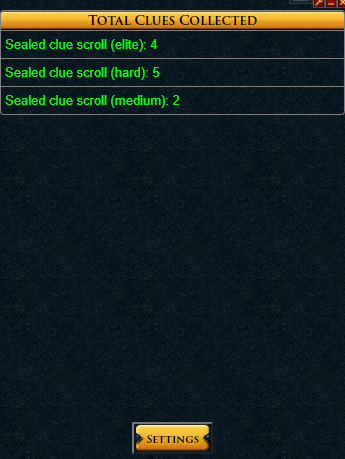 Total Clues Collected
Sealed clue scroll (elite): 4
Sealed clue scroll (hard): 5
Sealed clue scroll (medium): 2
Settings